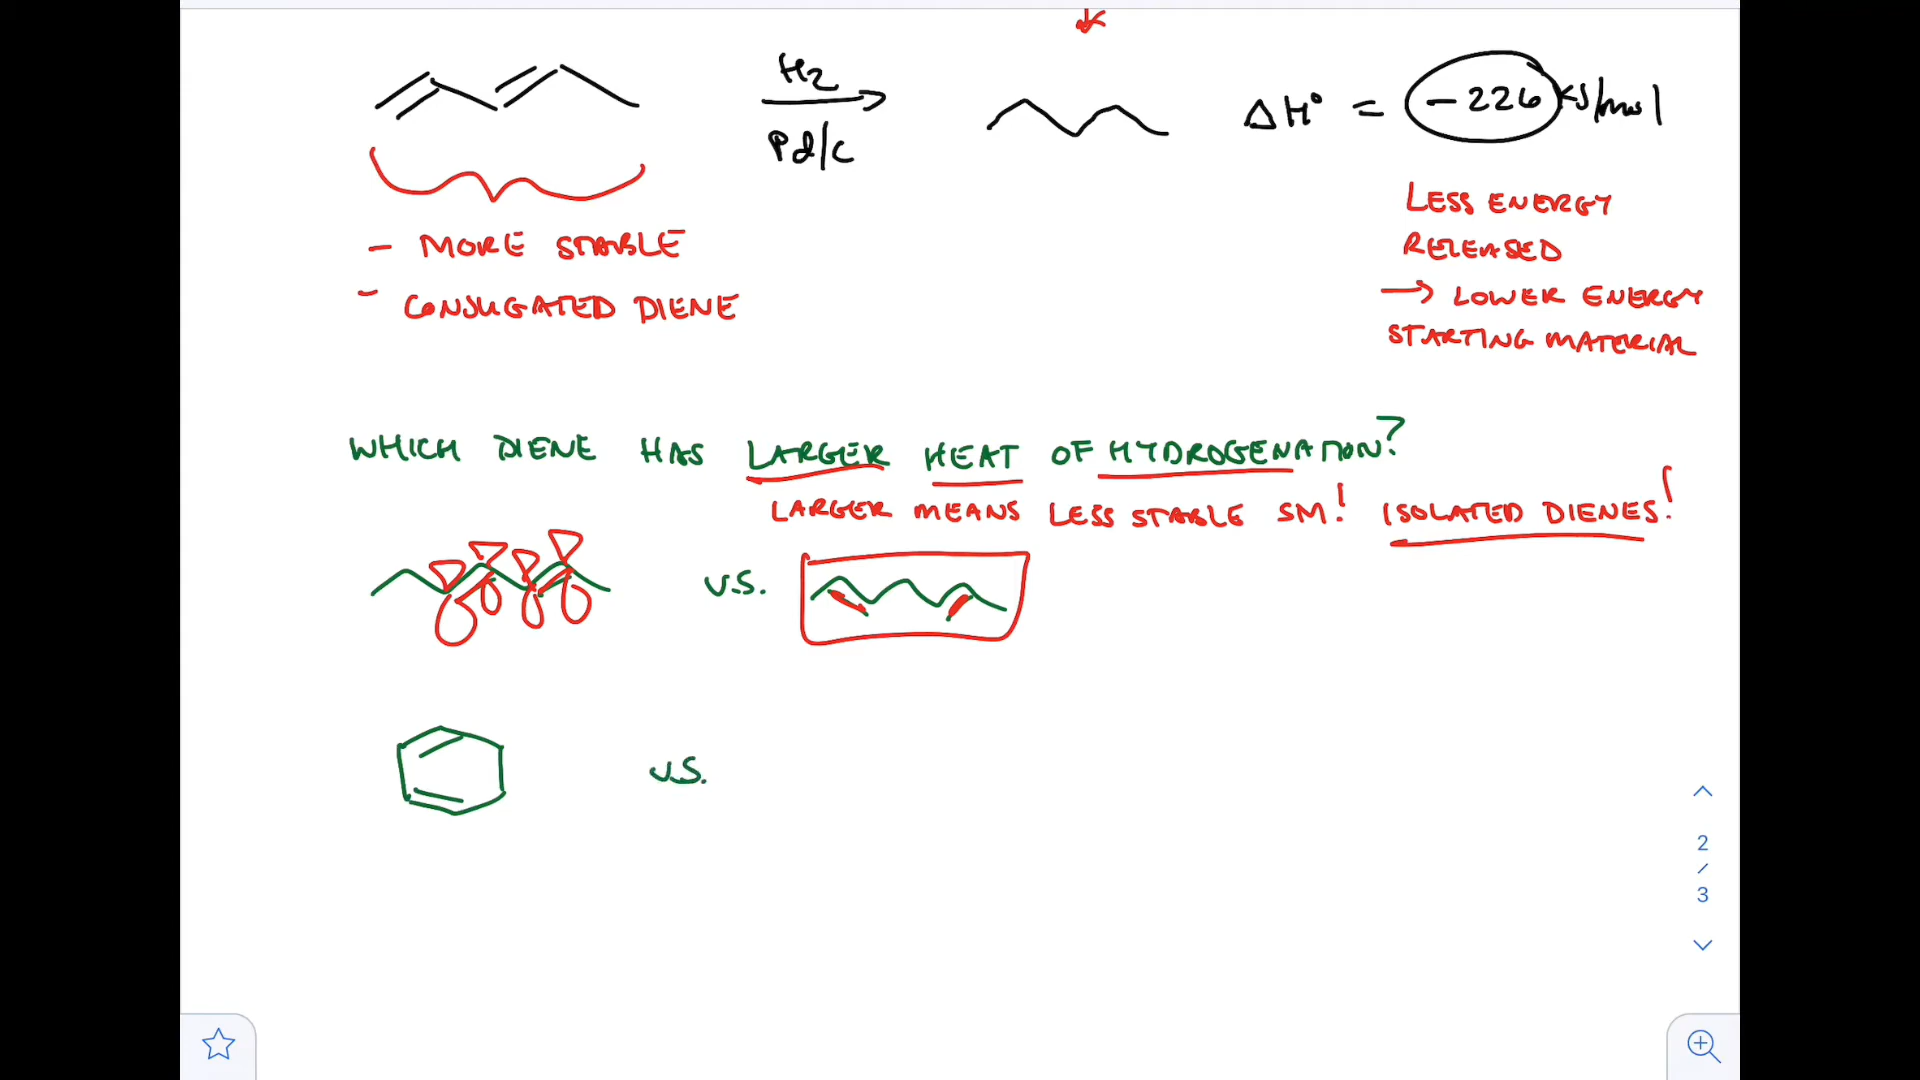 H2
Pd/C
ΔH° = -226 kJ/mol
LESS ENERGY
RELEASED
→ LOWER ENERGY
STARTING MATERIAL
- MORE STABLE
- CONJUGATED DIENE
WHICH DIENE HAS LARGER HEAT OF HYDROGENATION?
LARGER MEANS LESS STABLE SM! ISOLATED DIENES!
v.s.
v.s.
2
/
3